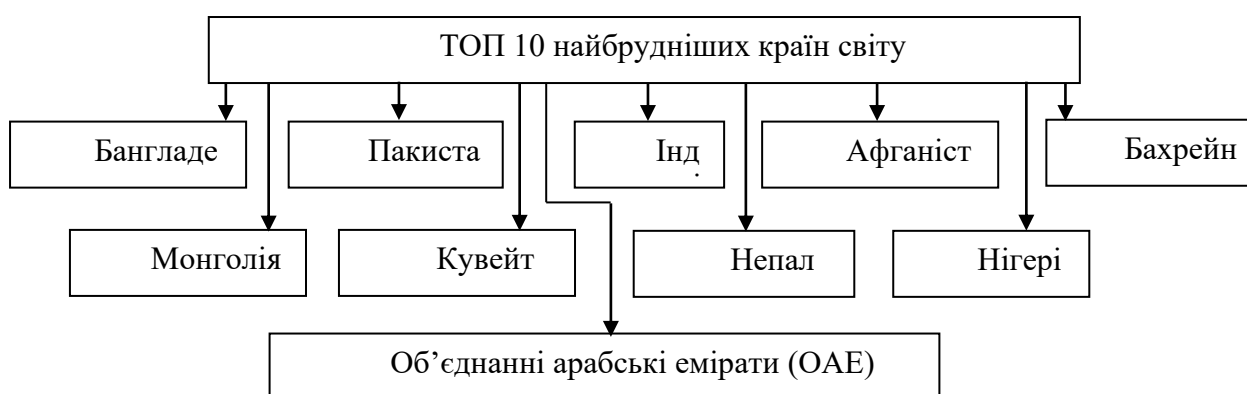 ТОП 10 найбрудніших країн світу
Бангладе
Пакиста
Інд
Афганіст
Бахрейн
Монголія
Кувейт
Непал
Нігері
Об’єднанні арабські емірати (ОАЕ)